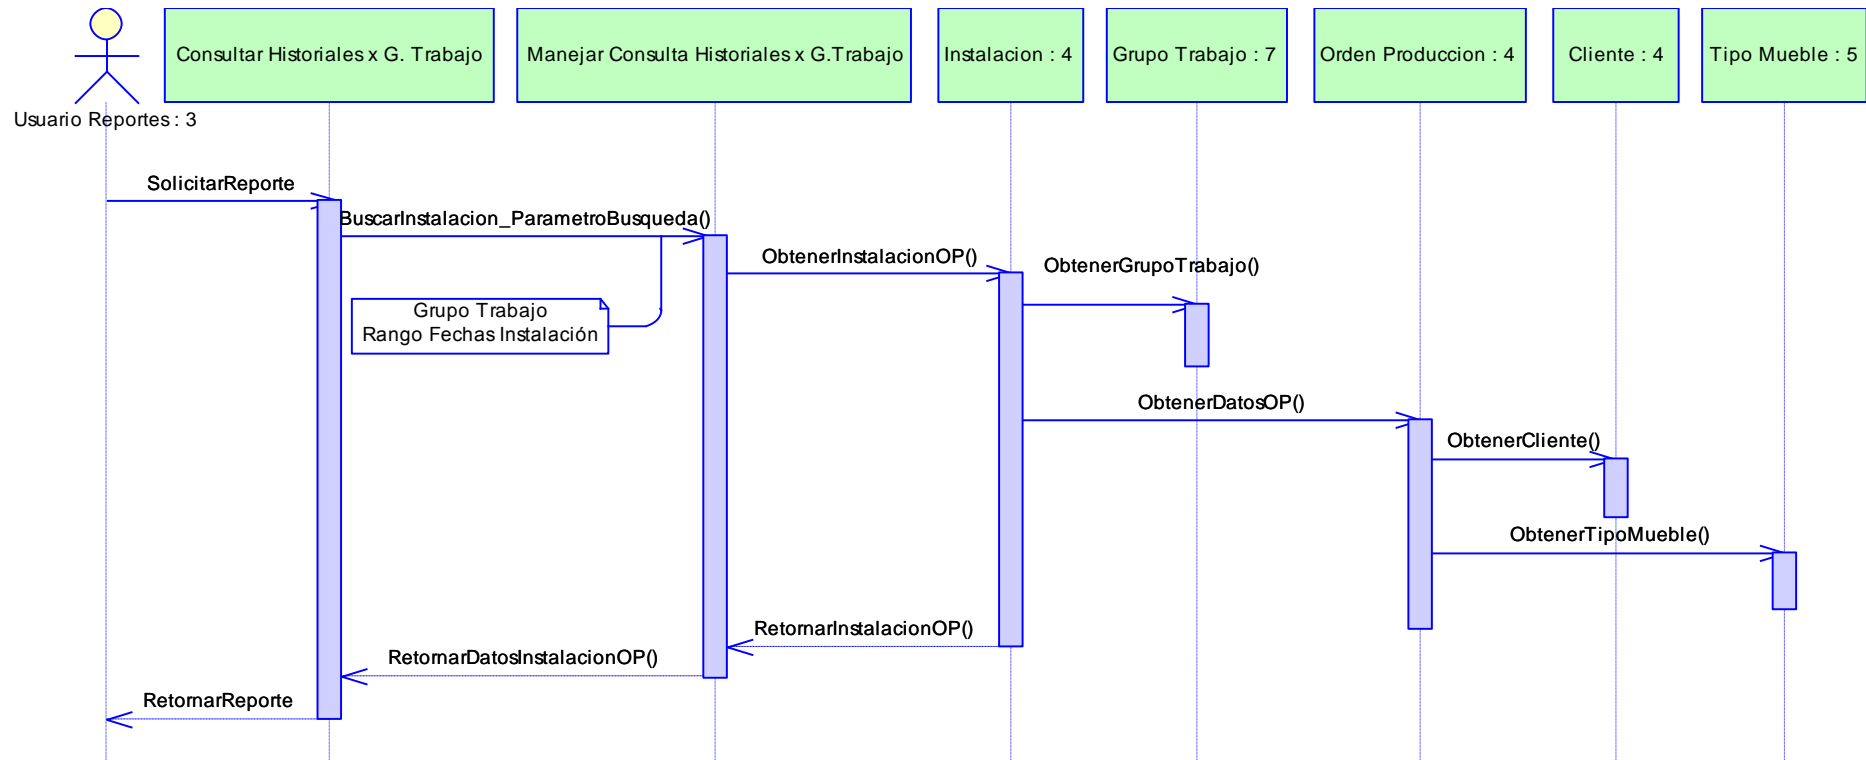 Consultar Historiales x G. Trabajo
Manejar Consulta Historiales x G.Trabajo
Instalacion : 4
Grupo Trabajo : 7
Orden Produccion : 4
Cliente : 4
Tipo Mueble : 5
Usuario Reportes : 3
SolicitarReporte
BuscarInstalacion_ParametroBusqueda()
ObtenerInstalacionOP()
ObtenerGrupoTrabajo()
Grupo Trabajo
Rango Fechas Instalación
ObtenerDatosOP()
ObtenerCliente()
ObtenerTipoMueble()
RetornarInstalacionOP()
RetornarDatosInstalacionOP()
RetornarReporte